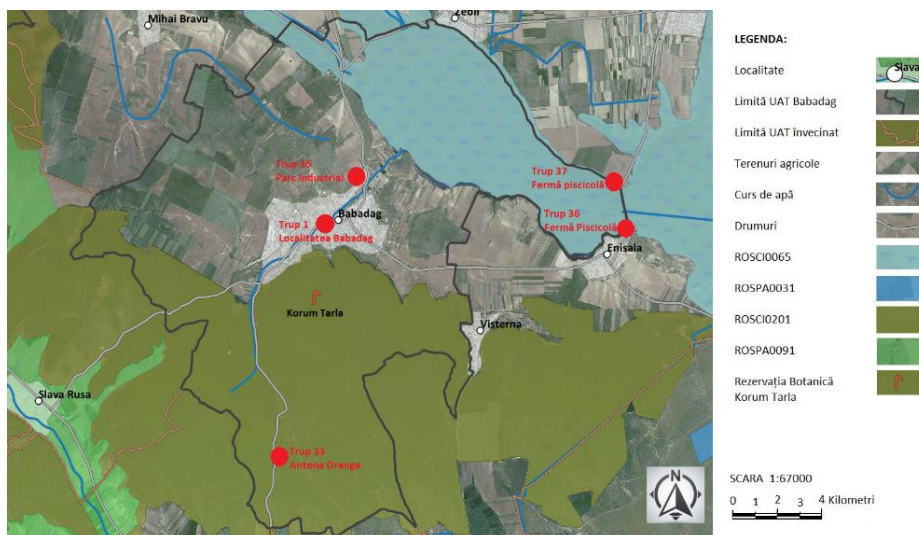 Mihai Bravu
Zebil
Trup 35
Parc Industrial
Trup 37
Fermă piscicolă
Babadag
Trup 1
Localitatea Babadag
Trup 36
Fermă Piscicolă
Enisala
Korum Tarla
Visterna
Slava Rusa
Trup 33
Antena Orange
N
LEGENDA:
Localitate
Slava
Limită UAT Babadag
Limită UAT învecinat
Terenuri agricole
Curs de apă
Drumuri
ROSCI0065
ROSPA0031
ROSCI0201
ROSPA0091
Rezervația Botanică
Korum Tarla
SCARA 1:67000
0 1 2 3 4 Kilometri